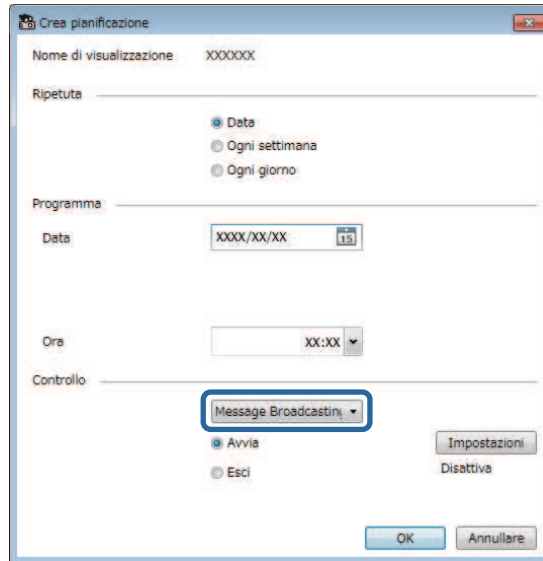 Crea pianificazione
Nome di visualizzazione XXXXXX
Ripetuta
Data
Ogni settimana
Ogni giorno
Programma
Data XXXX/XX/XX 15
Ora XX:XX
Controllo
Message Broadcasting
Avvia Impostazioni
Esci Disattiva
OK Annullare